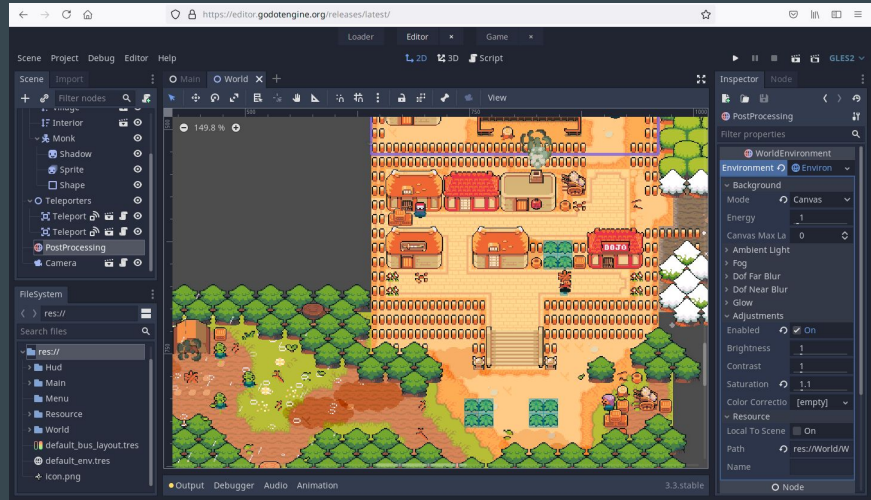 https://editor.godotengine.org/releases/latest/
Loader Editor × Game ×
Scene Project Debug Editor Help
2D 3D Script
GLES2
Scene Import
Main World
Inspector Node
Filter nodes
View
Village
Interior
149.8 %
500
750
1000
PostProcessing
Monk
Filter properties
Shadow
WorldEnvironment
Sprite
Environment Environ
Shape
Background
Teleporters
Mode Canvas
Teleport
Energy 1
Teleport
Canvas Max La 0
PostProcessing
DOJO
Ambient Light
Camera
Fog
Dof Far Blur
FileSystem
Dof Near Blur
Glow
res://
Adjustments
Search files
Enabled On
Brightness 1
res://
Contrast 1
Hud
Saturation 1.1
Main
Color Correctio [empty]
Menu
Resource
Resource
Local To Scene On
World
Path res://World/W
default_bus_layout.tres
Name
default_env.tres
icon.png
Node
Output Debugger Audio Animation
3.3.stable